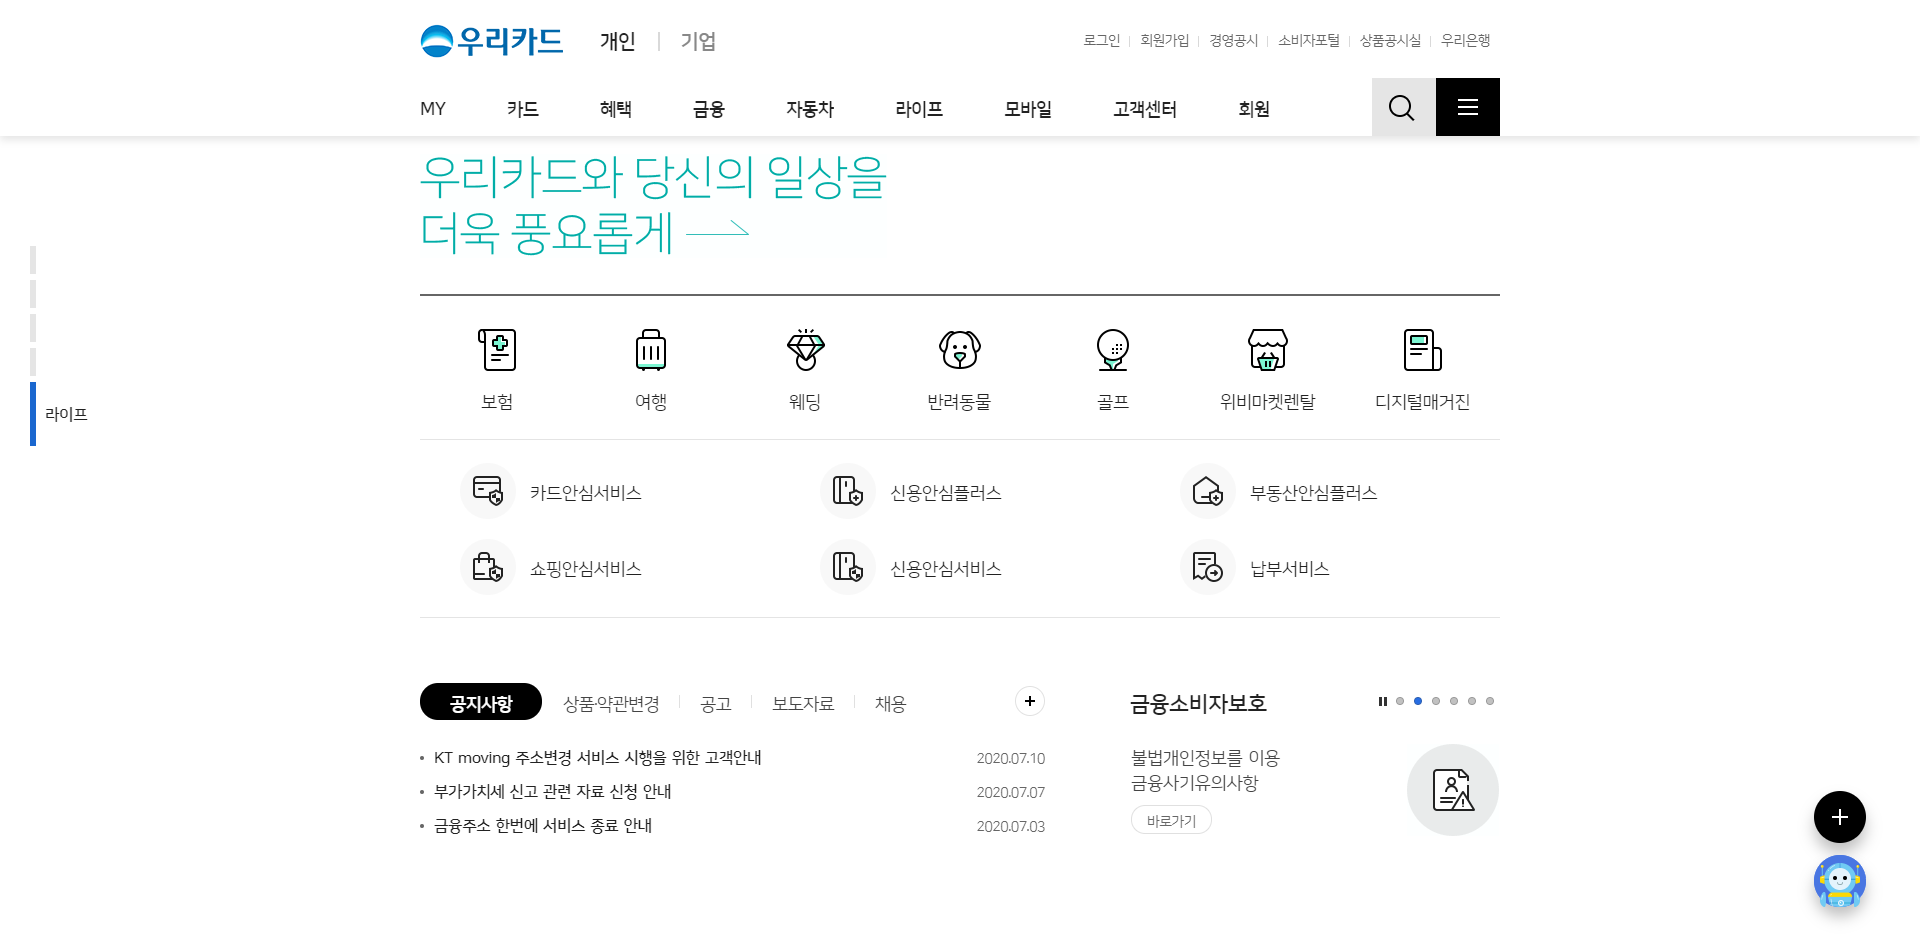 우리카드
개인
기업
로그인
회원가입
경영공시
소비자포털
상품공시실
우리은행
MY
카드
혜택
금융
자동차
라이프
모바일
고객센터
회원
우리카드와 당신의 일상을
더욱 풍요롭게
라이프
보험
여행
웨딩
반려동물
골프
위비마켓렌탈
디지털매거진
카드안심서비스
신용안심플러스
부동산안심플러스
쇼핑안심서비스
신용안심서비스
납부서비스
공지사항
상품·약관변경
공고
보도자료
채용
KT moving 주소변경 서비스 시행을 위한 고객안내
2020.07.10
부가가치세 신고 관련 자료 신청 안내
2020.07.07
금융주소 한번에 서비스 종료 안내
2020.07.03
금융소비자보호
불법개인정보를 이용
금융사기유의사항
바로가기